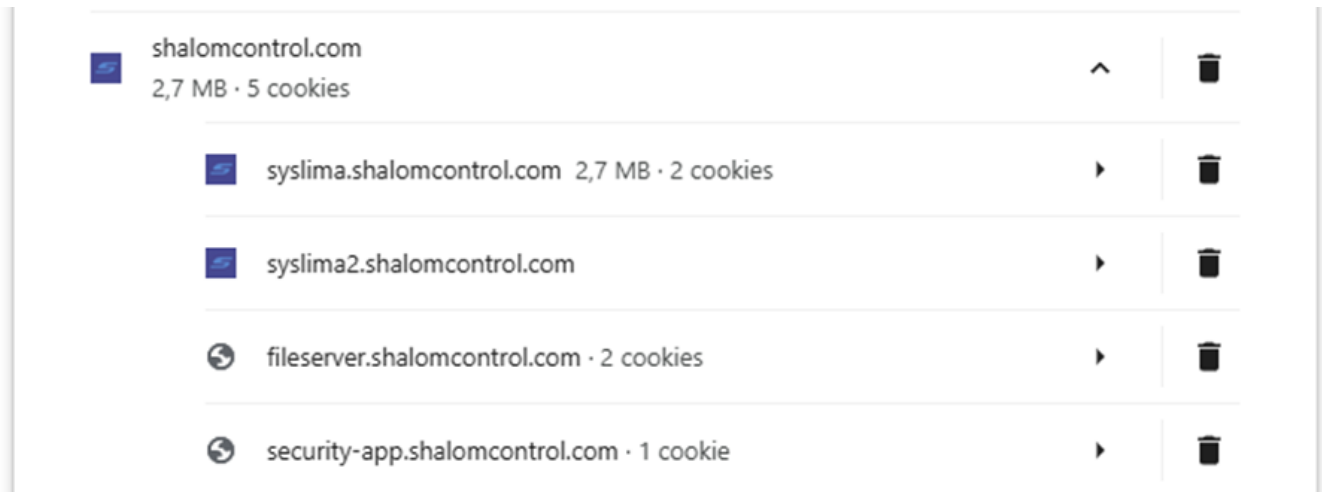 shalomcontrol.com
2,7 MB · 5 cookies
syslima.shalomcontrol.com 2,7 MB · 2 cookies
syslima2.shalomcontrol.com
fileserver.shalomcontrol.com · 2 cookies
security-app.shalomcontrol.com · 1 cookie